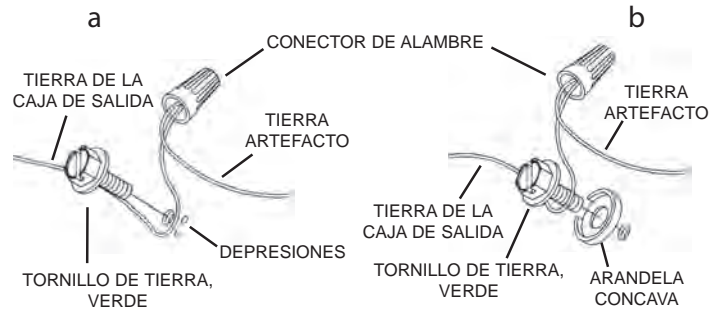 a
CONECTOR DE ALAMBRE
TIERRA DE LA
CAJA DE SALIDA
TIERRA
ARTEFACTO
DEPRESIONES
TORNILLO DE TIERRA,
VERDE
b
TIERRA
ARTEFACTO
TIERRA DE LA
CAJA DE SALIDA
TORNILLO DE TIERRA,
VERDE
ARANDELA
CONCAVA